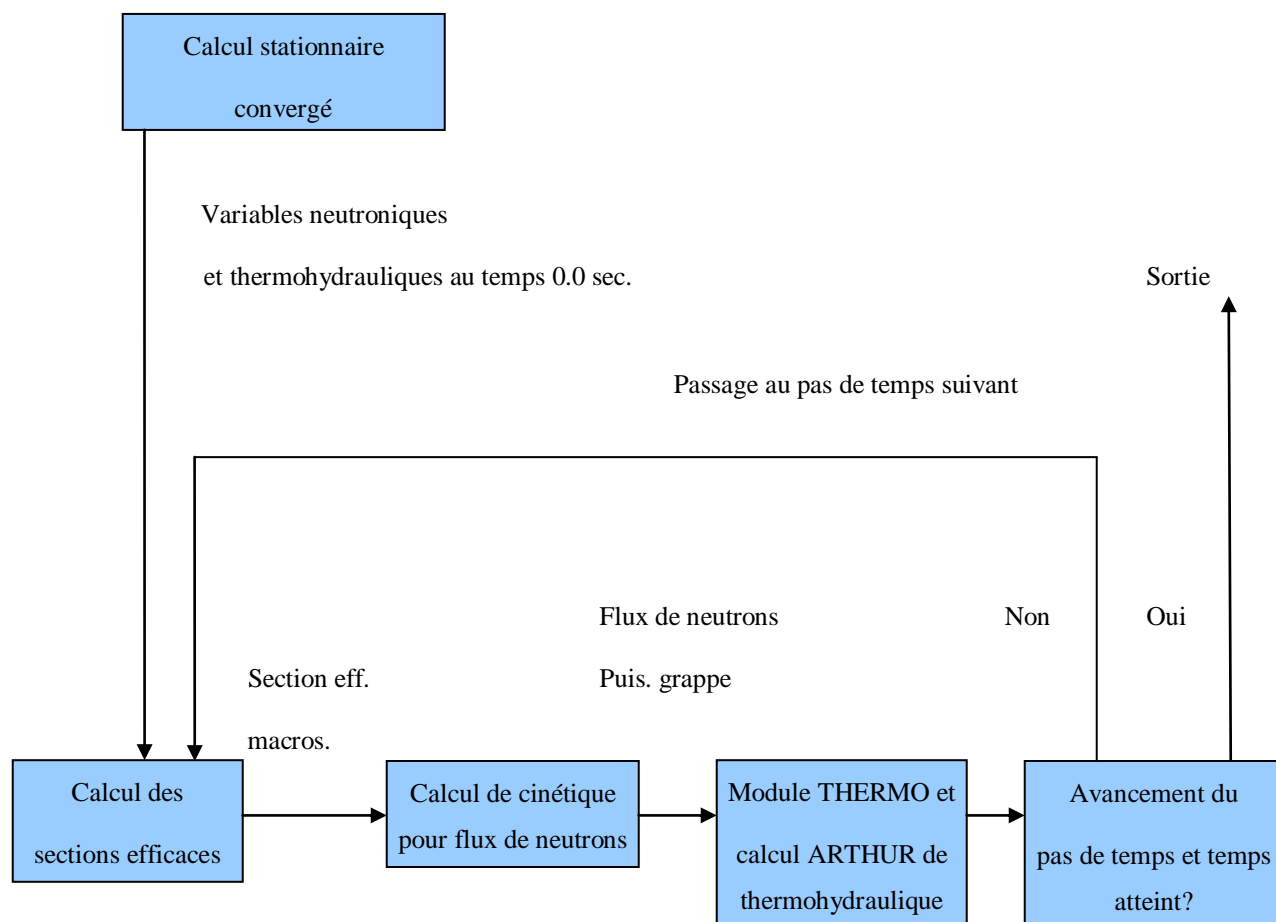 Calcul stationnaire
convergé
Variables neutroniques
et thermohydrauliques au temps 0.0 sec.
Sortie
Passage au pas de temps suivant
Flux de neutrons
Non
Oui
Section eff.
Puis. grappe
macros.
Calcul des
sections efficaces
Calcul de cinétique
pour flux de neutrons
Module THERMO et
calcul ARTHUR de
thermohydraulique
Avancement du
pas de temps et temps
atteint?